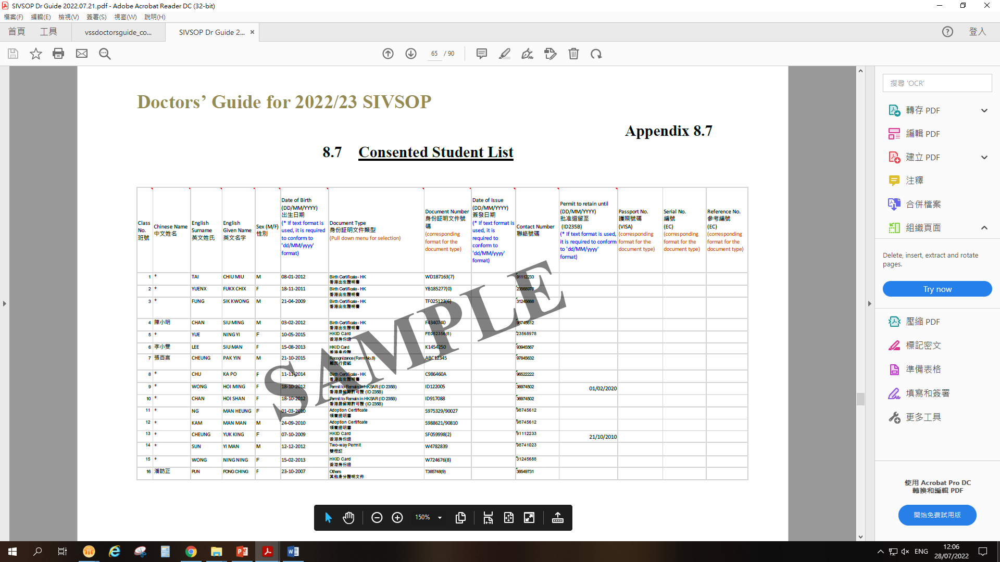 SIVSOP Dr Guide 2022.07.21.pdf - Adobe Acrobat Reader DC (32-bit)
檔案(F) 編輯(E) 檢視(V) 簽署(S) 視窗(W) 說明(H)
首頁 工具 vssdoctorsguide_co... SIVSOP Dr Guide 2... × 登入
65 / 90
Doctors’ Guide for 2022/23 SIVSOP
Appendix 8.7
8.7 Consented Student List
Class No. 班號
Chinese Name 中文姓名
English Surname 英文姓氏
English Given Name 英文名字
Sex (M/F) 性別
Date of Birth (DD/MM/YYYY) 出生日期 (* If text format is used, it is required to conform to 'dd/MM/yyyy' format)
Document Type 身份証明文件類型 (Pull down menu for selection)
Document Number 身份証明文件號碼 (corresponding format for the document type)
Date of Issue (DD/MM/YYYY) 簽發日期 (* If text format is used, it is required to conform to 'dd/MM/yyyy' format)
Contact Number 聯絡號碼
Permit to retain until (DD/MM/YYYY) 批准逗留至 (ID235B) (* If text format is used, it is required to conform to 'dd/MM/yyyy' format)
Passport No. 護照號碼 (VISA) (corresponding format for the document type)
Serial No. 編號 (EC) (corresponding format for the document type)
Reference No. 參考編號 (EC) (corresponding format for the document type)
1 * TAI CHIU MIU M 08-01-2012 Birth Certificate - HK 香港出生證明書 WD187163(7) 91112233
2 * YUENX FUKX CHIX F 18-11-2011 Birth Certificate - HK 香港出生證明書 YB185277(0) 23568978
3 * FUNG SIK KWONG M 21-04-2009 Birth Certificate - HK 香港出生證明書 TF025123(6) 31245688
4 陳小明 CHAN SIU MING M 03-02-2012 Birth Certificate - HK 香港出生證明書 F4340740 98745612
5 * YUE NING YI F 10-05-2015 HKID Card 香港身份證 FE082356(8) 23568978
6 李小雯 LEE SIU MAN F 15-08-2013 HKID Card 香港身份證 K1454250 93945567
7 張百言 CHEUNG PAK YIN M 21-10-2015 Recognizance (Form No.8) 難民行街紙 ABC12345 97845632
8 * CHU KA PO F 11-11-2014 Birth Certificate - HK 香港出生證明書 C986460A 96522222
9 * WONG HOI MING F 18-10-2012 Permit to Remain in HKSAR (ID 235B) 香港居留期許可證 (ID 235B) ID122005 36974502 01/02/2020
10 * CHAN HOI SHAN F 18-10-2012 Permit to Remain in HKSAR (ID 235B) 香港居留期許可證 (ID 235B) ID917088 36974502
11 * NG MAN HEUNG F 01-03-2010 Adoption Certificate 領養證明書 S975329/90027 98745612
12 * KAM MAN MAN M 24-09-2010 Adoption Certificate 領養證明書 S988621/90810 98745612
13 * CHEUNG YUK KING F 07-10-2009 HKID Card 香港身份證 SF059998(2) 91112233 21/10/2010
14 * SUN YI MAN M 12-12-2012 Two-way Permit 雙程証 W4782839 98741023
15 * WONG NING NING F 15-02-2013 HKID Card 香港身份證 W724676(8) 31245688
16 潘訪正 PUN FONG CHING F 23-10-2007 Others 其他身分證明文件 T385748(9) 38549731
SAMPLE
150%
搜尋 'OCR'
轉存 PDF
編輯 PDF
建立 PDF
注釋
合併檔案
組織頁面
Delete, insert, extract and rotate
pages.
Try now
壓縮 PDF
標記密文
準備表格
填寫和簽署
更多工具
使用 Acrobat Pro DC
轉換和編輯 PDF
開始免費試用版
ENG
12:06
28/07/2022